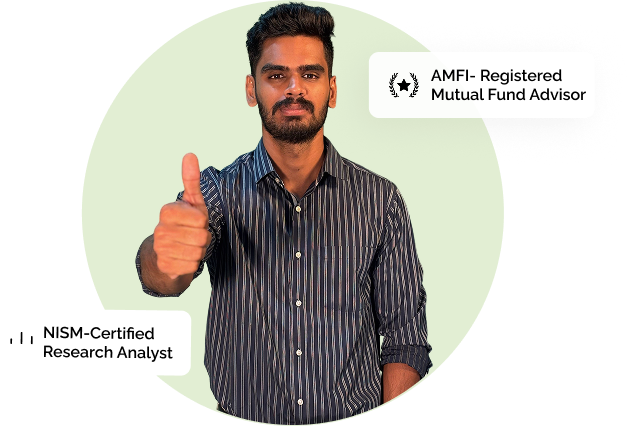 AMFI- Registered
Mutual Fund Advisor
NISM-Certified
Research Analyst